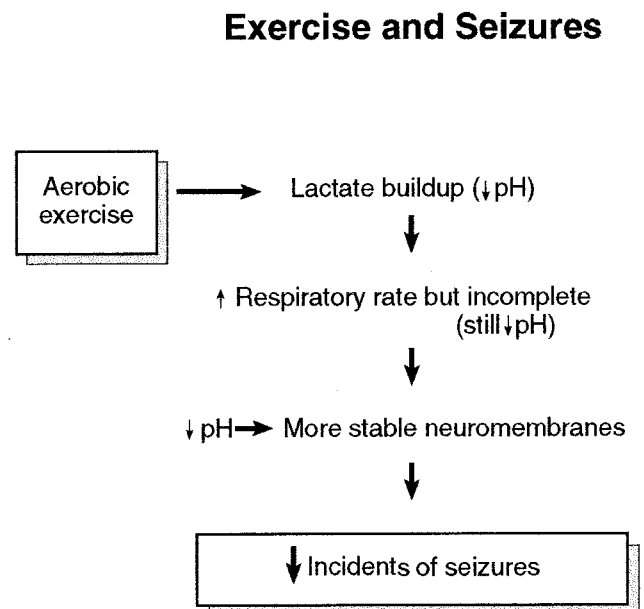 Exercise and Seizures
Aerobic
exercise
Lactate buildup (↓pH)
↑ Respiratory rate but incomplete
(still↓pH)
↓ pH→ More stable neuromembranes
↓ Incidents of seizures